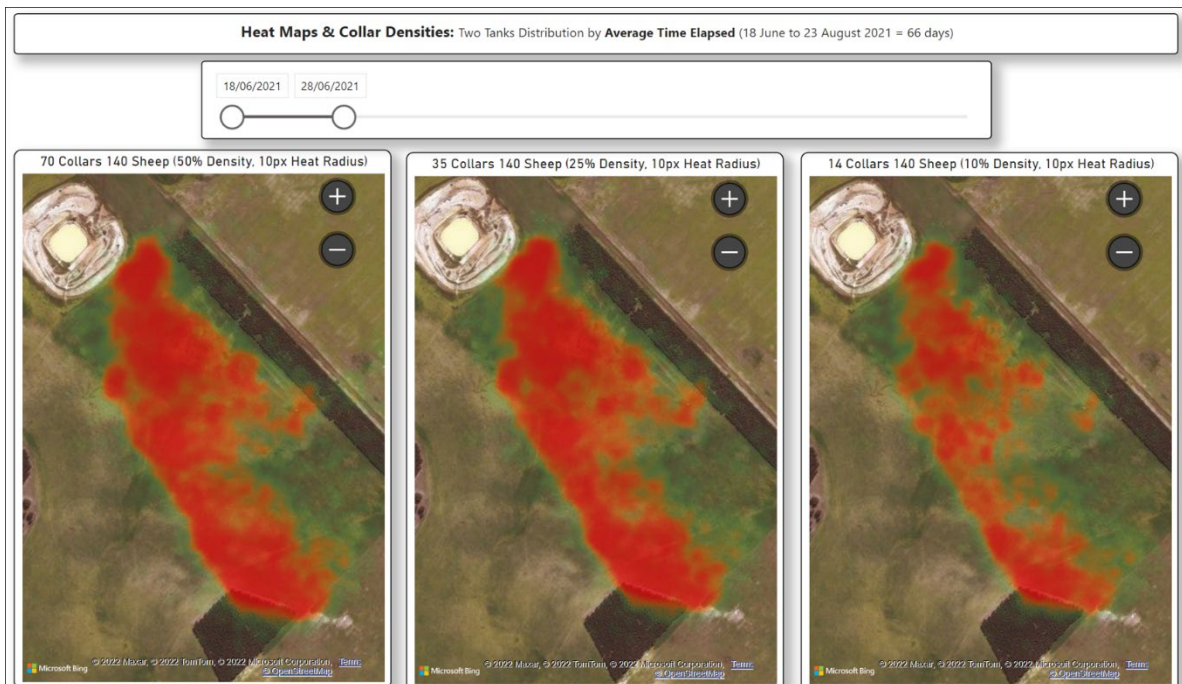 Heat Maps & Collar Densities: Two Tanks Distribution by Average Time Elapsed (18 June to 23 August 2021 = 66 days)
18/06/2021 28/06/2021
70 Collars 140 Sheep (50% Density, 10px Heat Radius)
35 Collars 140 Sheep (25% Density, 10px Heat Radius)
14 Collars 140 Sheep (10% Density, 10px Heat Radius)
Microsoft Bing
© 2022 Maxar, © 2022 TomTom, © 2022 Microsoft Corporation, Terms
© OpenStreetMap
Microsoft Bing
© 2022 Maxar, © 2022 TomTom, © 2022 Microsoft Corporation, Terms
© OpenStreetMap
Microsoft Bing
© 2022 Maxar, © 2022 TomTom, © 2022 Microsoft Corporation, Terms
© OpenStreetMap